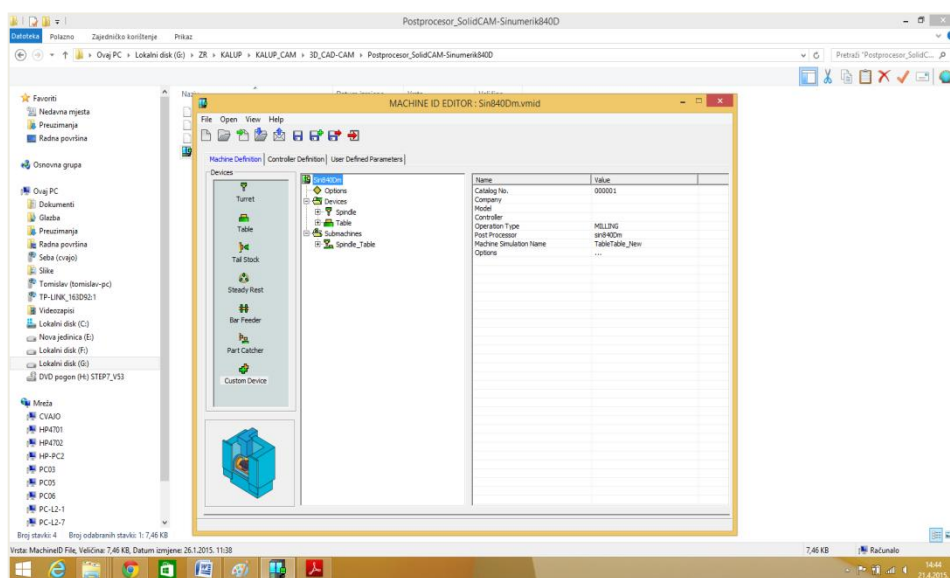 Postprocesor_SolidCAM-Sinumerik840D
Datoteka Polazno Zajedničko korištenje Prikaz
Ovaj PC Lokalni disk (G:) ZR KALUP KALUP_CAM 3D_CAD-CAM Postprocesor_SolidCAM-Sinumerik840D
Pretraži "Postprocesor_SolidC...
Favoriti
Nedavna mjesta
Preuzimanja
Radna površina
Osnovna grupa
Ovaj PC
Dokumenti
Glazba
Preuzimanja
Radna površina
Seba (cvajo)
Slike
Tomislav (tomislav-pc)
TP-LINK_163D92:1
Videozapisi
Lokalni disk (C:)
Nova jedinica (E:)
Lokalni disk (F:)
Lokalni disk (G:)
DVD pogon (H:) STEP7_V53
Mreža
CVAJO
HP4701
HP4702
HP-PC2
PC03
PC05
PC06
PC-L2-1
PC-L2-7
MACHINE ID EDITOR : Sin840Dm.vmid
File Open View Help
Machine Definition Controller Definition User Defined Parameters
Devices
Turret
Table
Tail Stock
Steady Rest
Bar Feeder
Part Catcher
Custom Device
Sin840Dm
Options
Devices
Spindle
Table
Submachines
Spindle_Table
Name Value
Catalog No. 000001
Company
Model
Controller
Operation Type MILLING
Post Processor sin840Dm
Machine Simulation Name TableTable_New
Options ...
Broj stavki: 4 Broj odabranih stavki: 1: 7,46 KB
Vrsta: MachineID File, Veličina: 7,46 KB, Datum izmjene: 26.1.2015. 11:38 7,46 KB Računalo
14:44
21.4.2015.